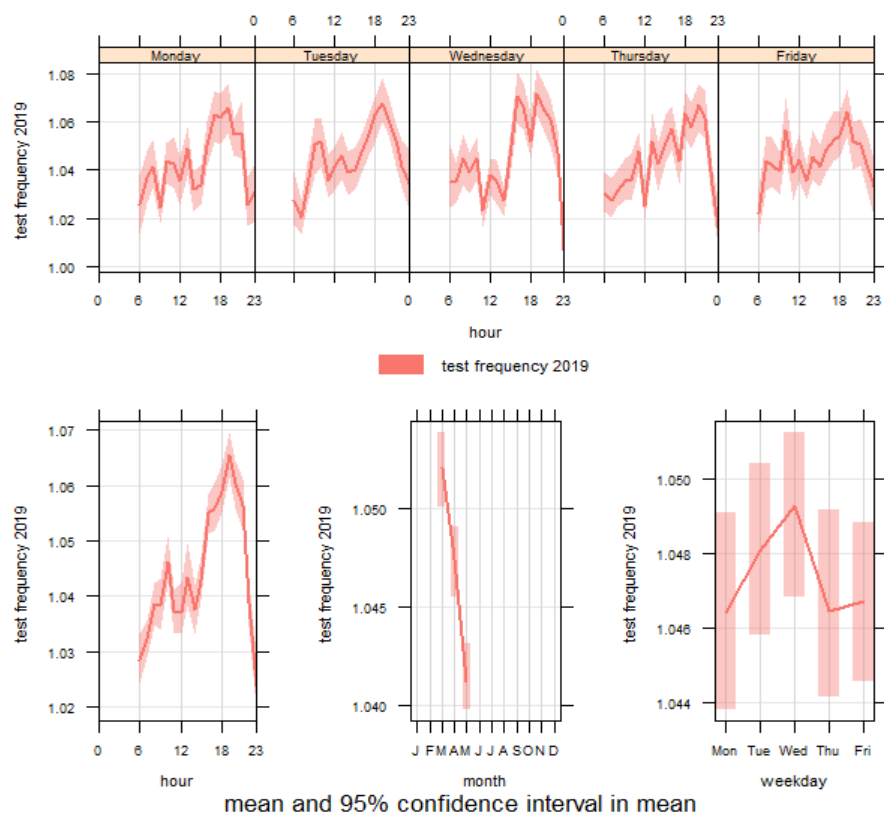 0 6 12 18 23 0 6 12 18 23
Monday Tuesday Wednesday Thursday Friday
test frequency 2019
1.08
1.06
1.04
1.02
1.00
0 6 12 18 23 0 6 12 18 23 0 6 12 18 23
hour
test frequency 2019
test frequency 2019
1.07
1.06
1.05
1.04
1.03
1.02
0 6 12 18 23
hour
test frequency 2019
1.050
1.045
1.040
J F M A M J J A S O N D
month
test frequency 2019
1.050
1.048
1.046
1.044
Mon Tue Wed Thu Fri
weekday
mean and 95% confidence interval in mean